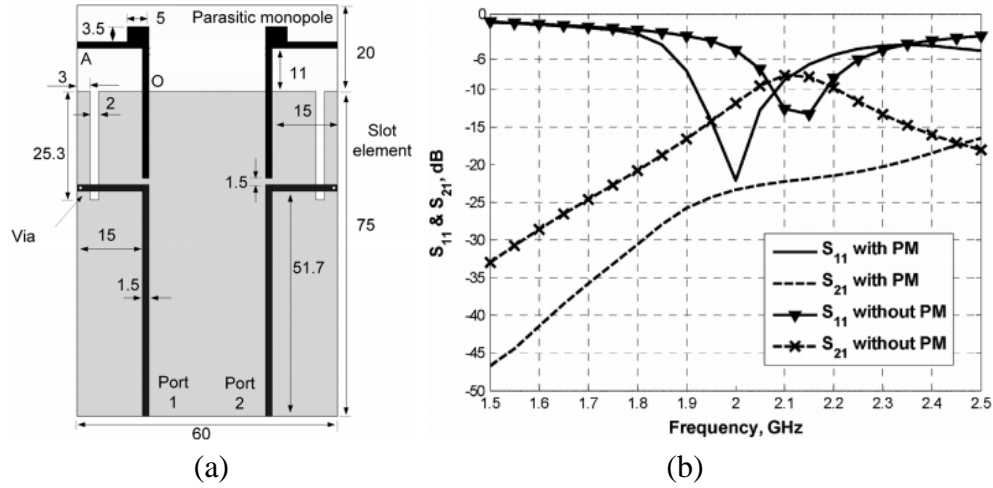 5
Parasitic monopole
3.5
20
A
11
3
O
2
15
Slot
element
25.3
1.5
75
Via
15
51.7
1.5
Port
1
Port
2
60
(a)
S11 & S21, dB
0
-5
-10
-15
-20
-25
-30
-35
-40
-45
-50
S11 with PM
S21 with PM
S11 without PM
S21 without PM
1.5 1.6 1.7 1.8 1.9 2 2.1 2.2 2.3 2.4 2.5
Frequency, GHz
(b)